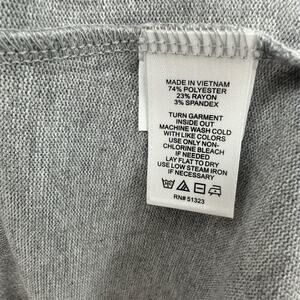 MADE IN VIETNAM
74% POLYESTER
23% RAYON
3% SPANDEX
TURN GARMENT
INSIDE OUT
MACHINE WASH COLD
WITH LIKE COLORS
USE ONLY NON-
CHLORINE BLEACH
IF NEEDED
LAY FLAT TO DRY
USE LOW STEAM IRON
IF NECESSARY
RN# 51323